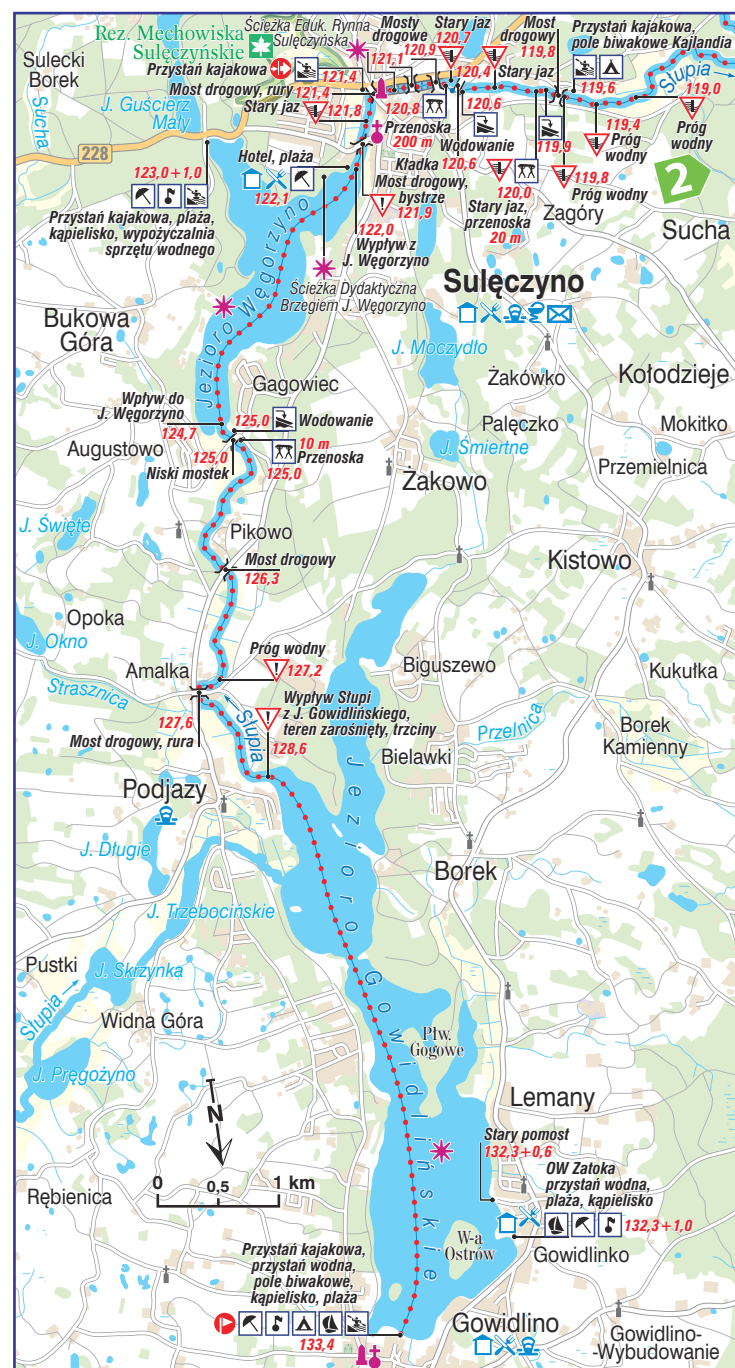 Ścieżka Eduk. Rynna
Sulęczyńska
Rez. Mechowiska
Sulęczyńskie
Sulecki
Borek
Sucha
J. Guścierz
Mały
228
Przystań kajakowa
121,4
Most drogowy, rury
121,4
Stary jaz
121,8
Mosty
drogowe
121,1
120,9
120,8
Stary jaz
120,7
120,4
Stary jaz
Most
drogowy
119,8
Przystań kajakowa,
pole biwakowe Kajlandia
119,6
Słupia
119,0
Próg
wodny
119,4
Próg
wodny
119,8
Próg wodny
119,9
120,6
Wodowanie
120,6
Przenoska
200 m
120,0
Stary jaz,
przenoska
20 m
Kładka
Most drogowy,
bystrze
121,9
122,0
Wypływ z
J. Węgorzyno
Hotel, plaża
122,1
123,0+1,0
Przystań kajakowa, plaża,
kąpielisko, wypożyczalnia
sprzętu wodnego
Ścieżka Dydaktyczna
Brzegiem J. Węgorzyno
Zagóry
2
Sucha
Sulęczyno
Bukowa
Góra
Jezioro Węgorzyno
J. Moczydło
Żakówko
Kołodzieje
Gagowiec
Wpływ do
J. Węgorzyno
124,7
125,0
Wodowanie
10 m
Przenoska
125,0
125,0
Niski mostek
Augustowo
Palęczko
Mokitko
J. Śmiertne
Przemielnica
Żakowo
J. Święte
Pikowo
Most drogowy
126,3
Kistowo
Opoka
J. Okno
Amalka
Strasznica
Próg wodny
127,2
Biguszewo
Kukułka
Wypływ Słupi
z J. Gowidlińskiego,
teren zarośnięty, trzciny
128,6
127,6
Most drogowy, rura
Słupia
Przelnica
Borek
Kamienny
Bielawki
Podjazy
J. Długie
Jezioro Gowidlińskie
Borek
J. Trzebocińskie
Pustki
J. Skrzynka
Słupia
Widna Góra
J. Pręgożyno
Płw.
Gogowe
N
Lemany
Stary pomost
132,3+0,6
OW Zatoka
przystań wodna,
plaża, kąpielisko
132,3+1,0
0
0,5
1 km
Rębienica
W-a
Ostrów
Gowidlinko
Przystań kajakowa,
przystań wodna,
pole biwakowe,
kąpielisko, plaża
133,4
Gowidlino
Gowidlino-
-Wybudowanie